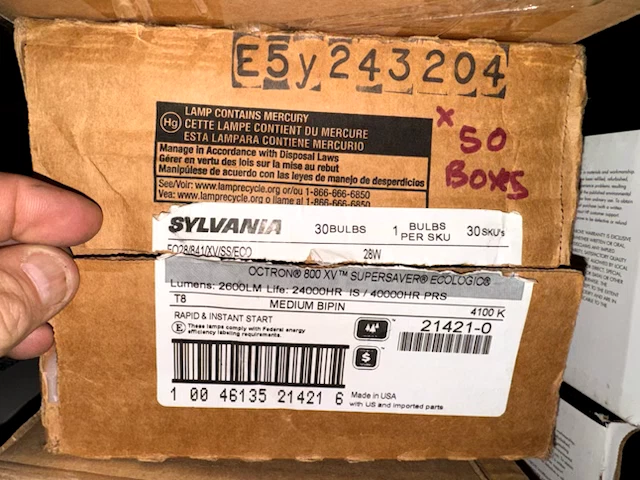 E5y243204
x 50
BOXES
Hg
LAMP CONTAINS MERCURY
CETTE LAMPE CONTIENT DU MERCURE
ESTA LAMPARA CONTIENE MERCURIO
Manage in Accordance with Disposal Laws
Gérer en vertu des lois sur la mise au rebut
Manipúlese de acuerdo con las leyes de manejo de desperdicios
See/Voir: www.lamprecycle.org or/ou 1-866-666-6850
Vea: www.lamprecycle.org o llame al 1-866-666-6850
SYLVANIA 30BULBS 1 BULBS PER SKU 30 SKU's
FO28/841/XV/SS/ECO 28W
OCTRON® 800 XV™ SUPERSAVER® ECOLOGIC®
Lumens: 2600LM Life: 24000HR IS / 40000HR PRS
T8 MEDIUM BIPIN 4100 K
RAPID & INSTANT START
21421-0
E These lamps comply with Federal energy
efficiency labeling requirements.
$
1 00 46135 21421 6
Made in USA
with US and imported parts